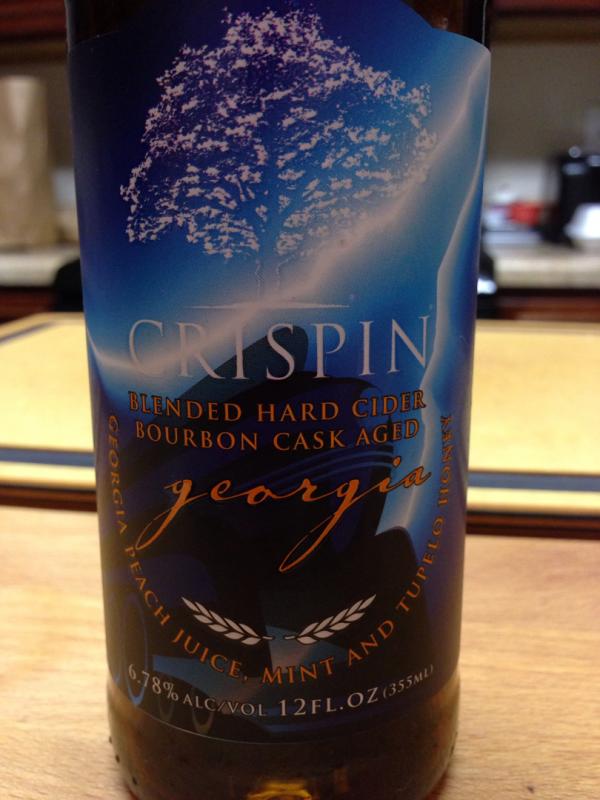 CRISPIN®
BLENDED HARD CIDER
BOURBON CASK AGED
georgia
GEORGIA PEACH JUICE, MINT AND TUPELO HONEY
6.78% ALC/VOL 12FL.OZ (355ML)